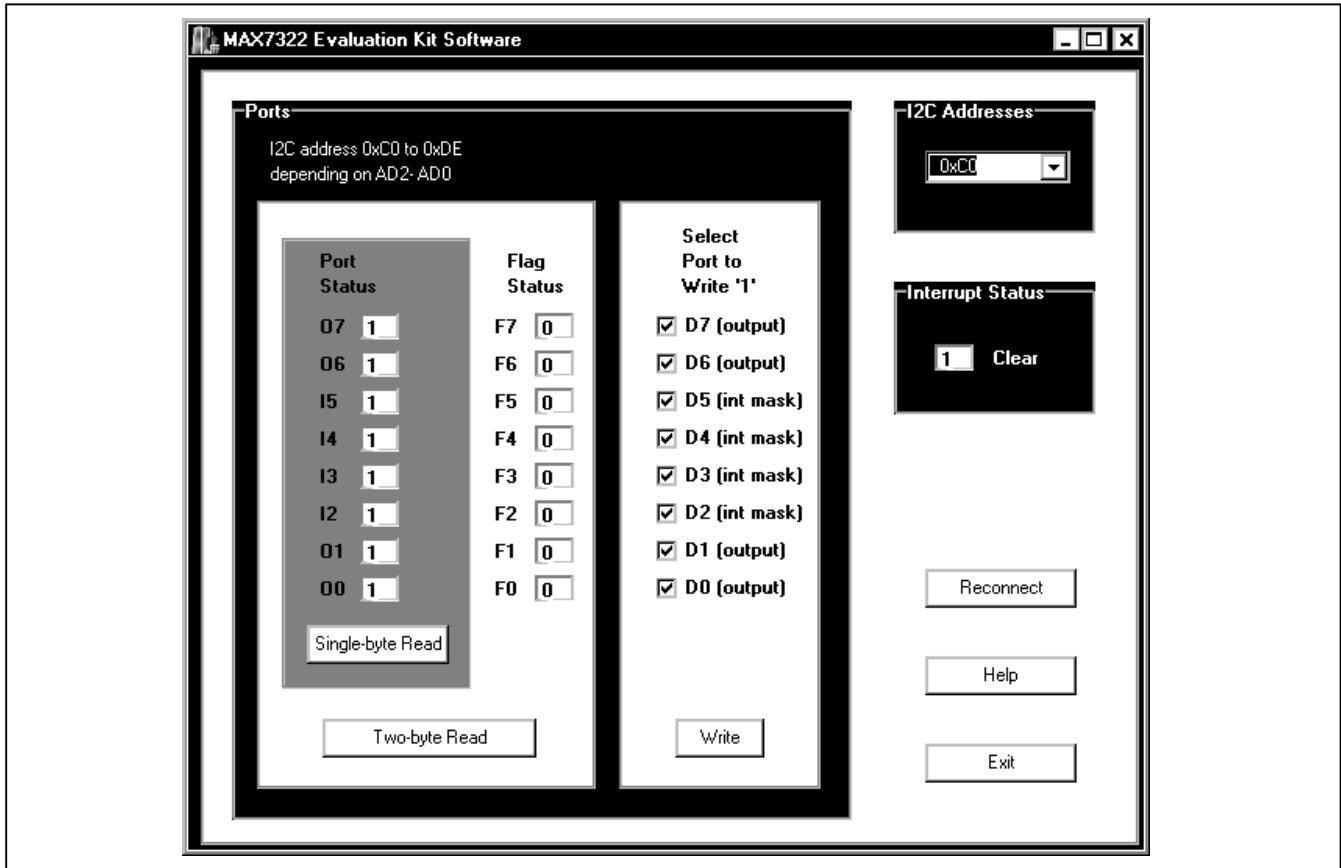 MAX7322 Evaluation Kit Software
Ports
I2C address 0xC0 to 0xDE
depending on AD2- AD0
Port
Status
O7 1
O6 1
I5 1
I4 1
I3 1
I2 1
O1 1
O0 1
Single-byte Read
Flag
Status
F7 0
F6 0
F5 0
F4 0
F3 0
F2 0
F1 0
F0 0
Two-byte Read
Select
Port to
Write '1'
D7 (output)
D6 (output)
D5 (int mask)
D4 (int mask)
D3 (int mask)
D2 (int mask)
D1 (output)
D0 (output)
Write
I2C Addresses
0xC0
Interrupt Status
1 Clear
Reconnect
Help
Exit